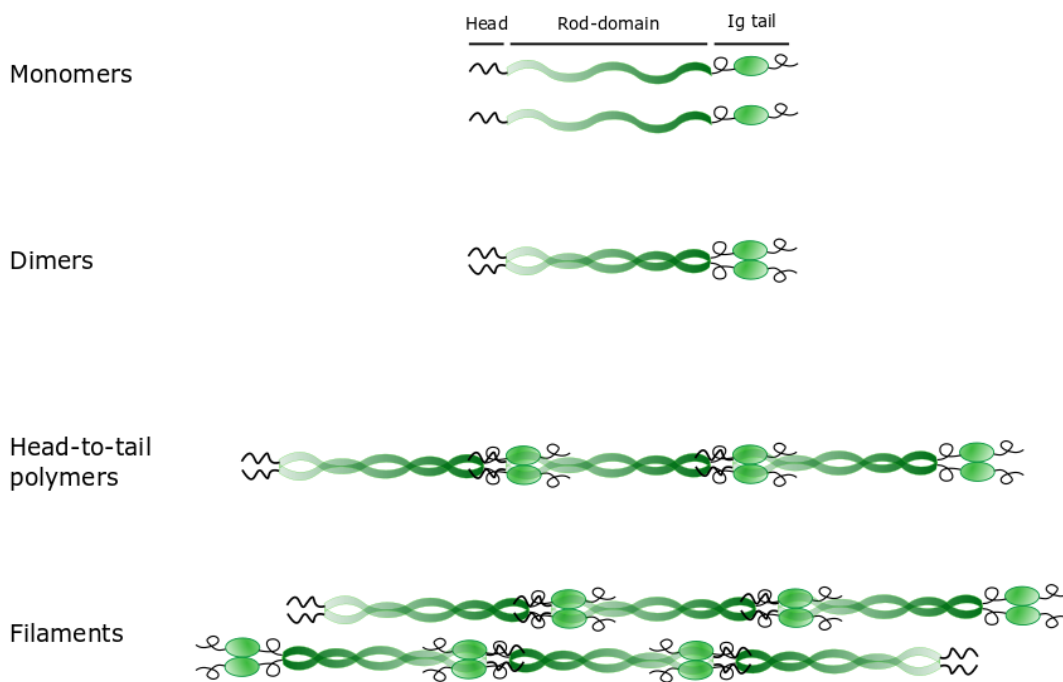 Head Rod-domain Ig tail
Monomers
Dimers
Head-to-tail
polymers
Filaments